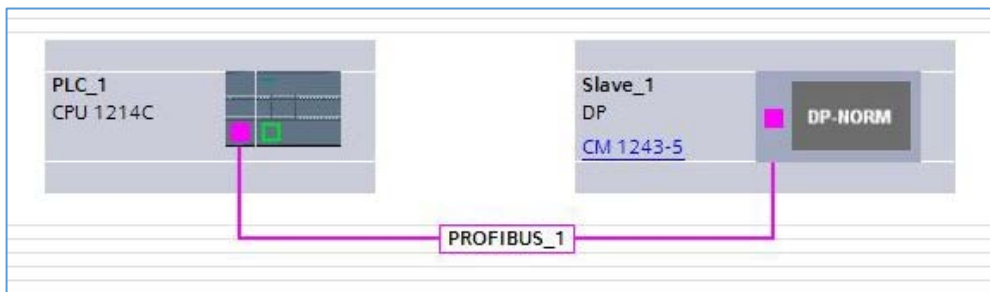 PLC_1
CPU 1214C
Slave_1
DP
CM 1243-5
DP-NORM
PROFIBUS_1